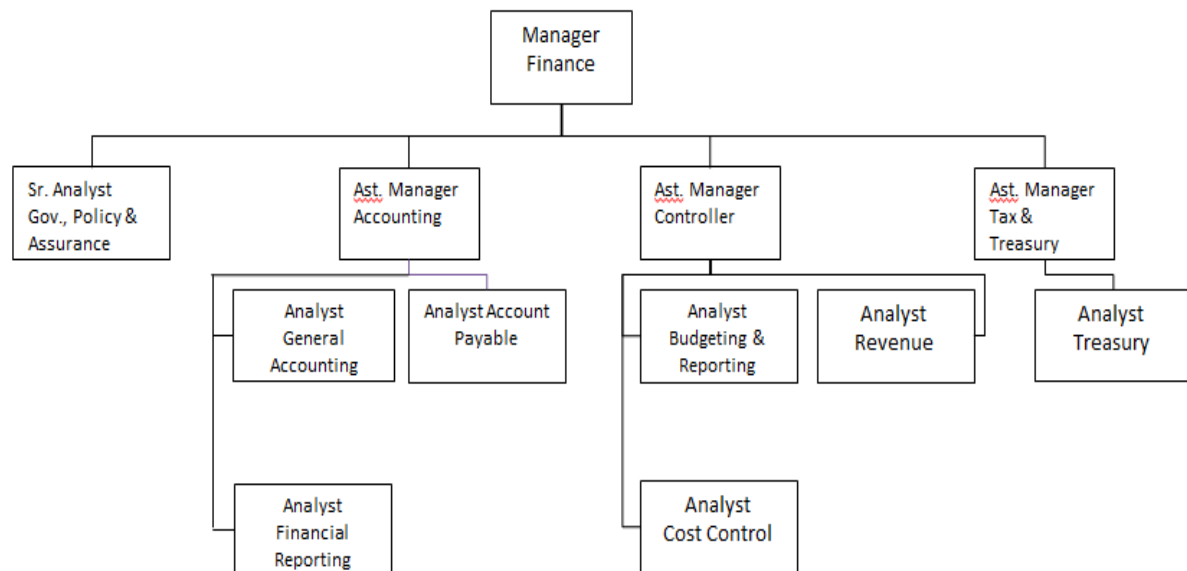 Manager
Finance
Sr. Analyst
Gov., Policy &
Assurance
Ast. Manager
Accounting
Ast. Manager
Controller
Ast. Manager
Tax &
Treasury
Analyst
General
Accounting
Analyst Account
Payable
Analyst
Budgeting &
Reporting
Analyst
Revenue
Analyst
Treasury
Analyst
Financial
Reporting
Analyst
Cost Control